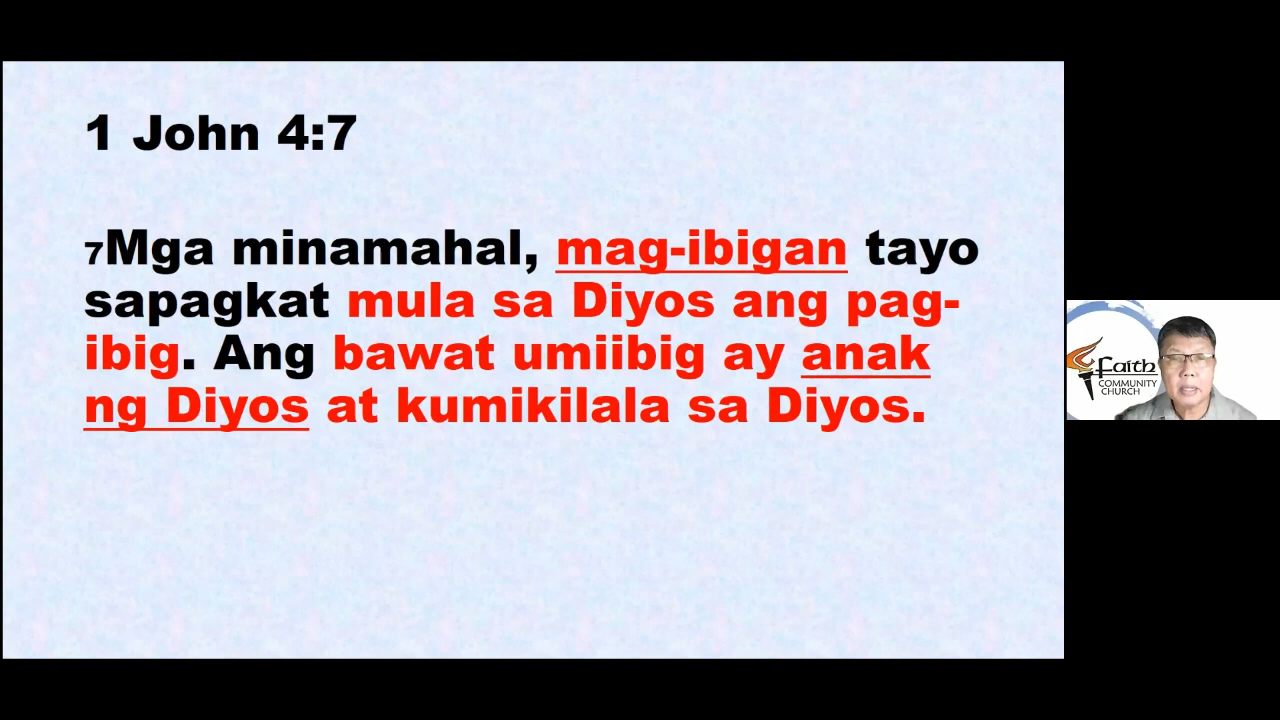 1 John 4:7
7Mga minamahal, mag-ibigan tayo
sapagkat mula sa Diyos ang pag-
ibig. Ang bawat umiibig ay anak
ng Diyos at kumikilala sa Diyos.
Faith
COMMUNITY
CHURCH